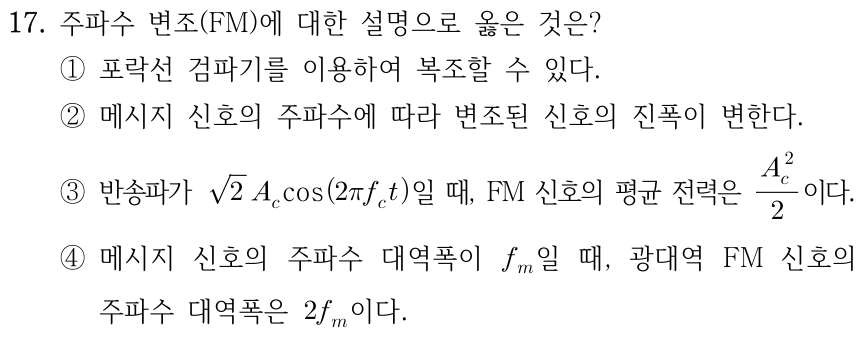 17. 주파수 변조(FM)에 대한 설명으로 옳은 것은?
① 포락선 검파기를 이용하여 복조할 수 있다.
② 메시지 신호의 주파수에 따라 변조된 신호의 진폭이 변한다.
③ 반송파가 √2 A_c cos(2πf_c t)일 때, FM 신호의 평균 전력은 A_c^2/2 이다.
④ 메시지 신호의 주파수 대역폭이 f_m일 때, 광대역 FM 신호의
주파수 대역폭은 2f_m이다.